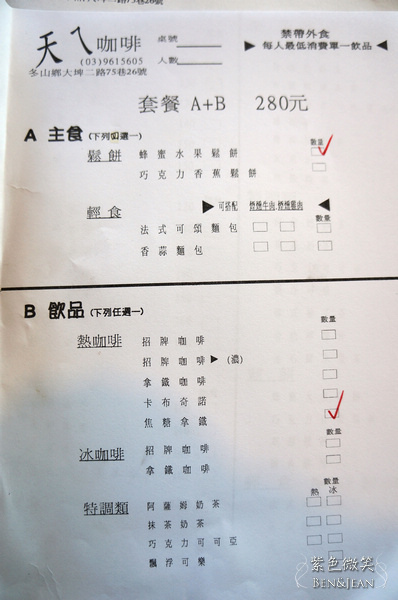 天ㄟ咖啡
(03)9615605
冬山鄉大埤二路75巷26號
桌號
人數
禁帶外食
▶ 每人最低消費單一飲品 ◀
套餐 A+B 280元
A 主食 (下列四選一)
數量
鬆餅 蜂蜜水果鬆餅
巧克力香蕉鬆餅
輕食 ▶ 可搭配 煙燻牛肉.煙燻雞肉 ◀
數量
法式可頌麵包
香蒜麵包
B 飲品 (下列任選一)
數量
熱咖啡 招牌咖啡
招牌咖啡 ▶ (濃)
拿鐵咖啡
卡布奇諾
焦糖拿鐵
數量
冰咖啡 招牌咖啡
拿鐵咖啡
數量
熱 冰
特調類 阿薩姆奶茶
抹茶奶茶
巧克力可可亞
飄浮可樂
紫色微笑
BEN&JEAN